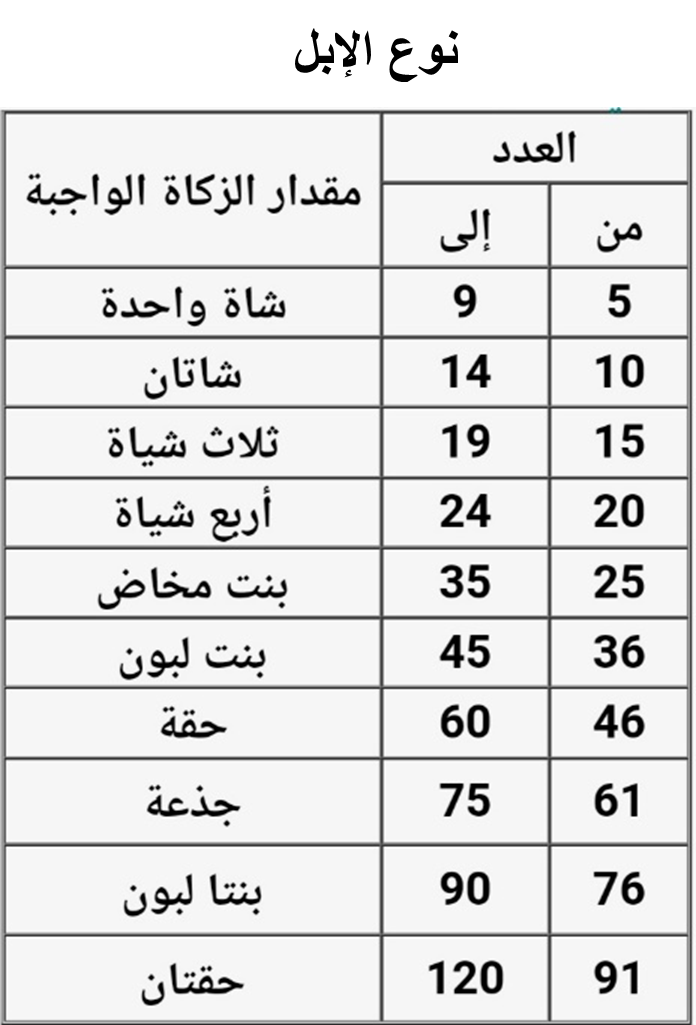 نوع الإبل
العدد
مقدار الزكاة الواجبة
من إلى
5 9 شاة واحدة
10 14 شاتان
15 19 ثلاث شياة
20 24 أربع شياة
25 35 بنت مخاض
36 45 بنت لبون
46 60 حقة
61 75 جذعة
76 90 بنتا لبون
91 120 حقتان